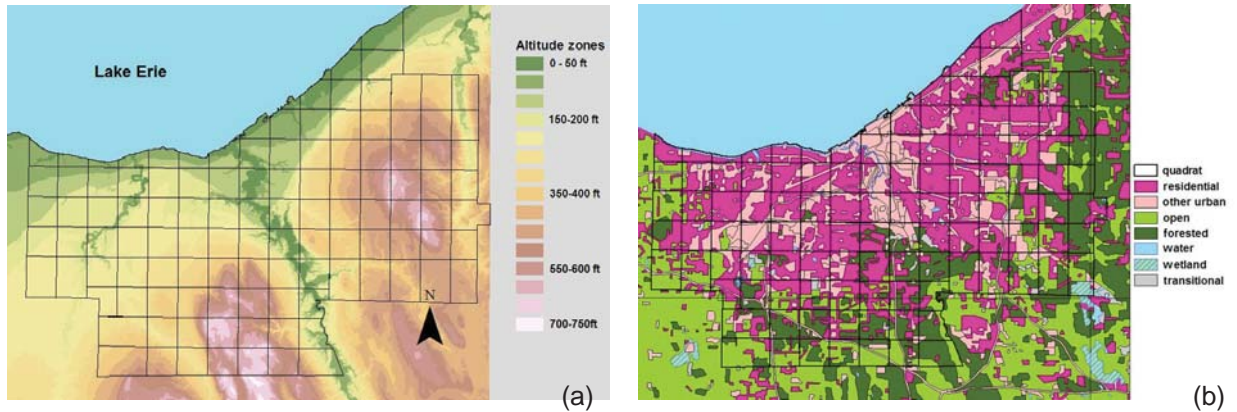 Lake Erie
Altitude zones
0 - 50 ft
150-200 ft
350-400 ft
550-600 ft
700-750ft
N
(a)
quadrat
residential
other urban
open
forested
water
wetland
transitional
(b)